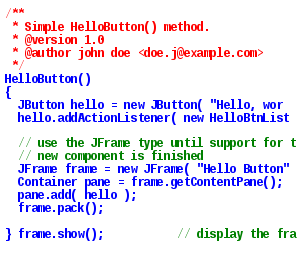 /**
 * Simple HelloButton() method.
 * @version 1.0
 * @author john doe <doe.j@example.com>
 */
HelloButton()
{
  JButton hello = new JButton( "Hello, wor
  hello.addActionListener( new HelloBtnList

  // use the JFrame type until support for t
  // new component is finished
  JFrame frame = new JFrame( "Hello Button"
  Container pane = frame.getContentPane();
  pane.add( hello );
  frame.pack();

} frame.show();           // display the fra